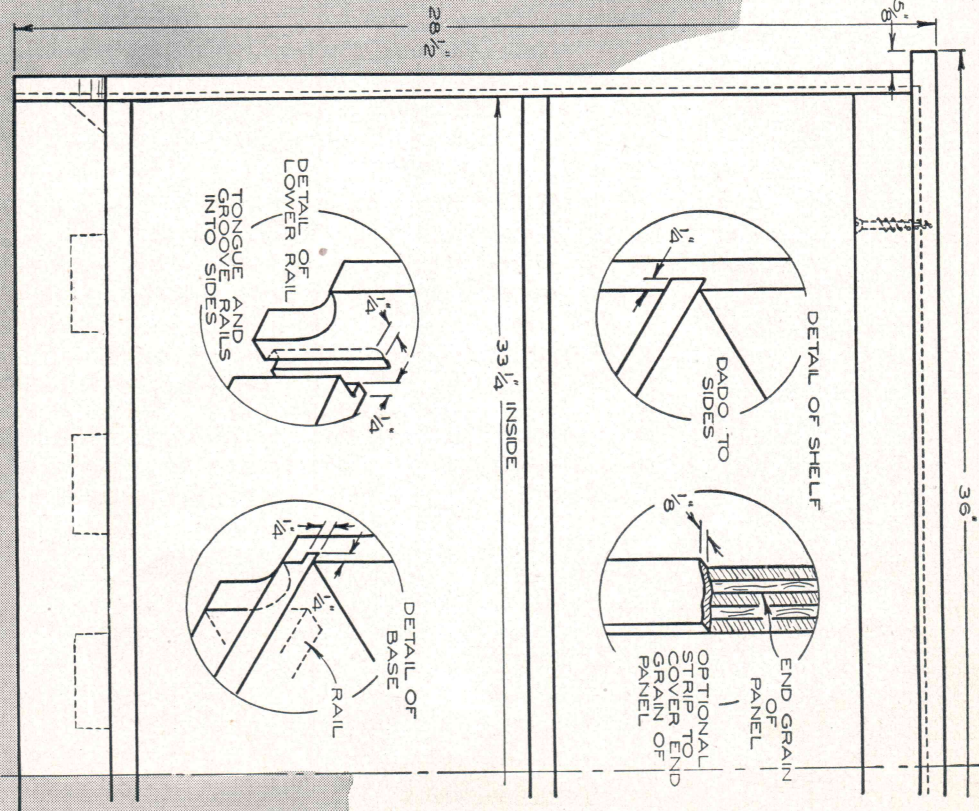 5/8"
36"
28 1/2"
DETAIL OF SHELF
1/4"
DADO TO
SIDES
1/8"
END GRAIN
OF
PANEL
OPTIONAL
STRIP TO
COVER END
GRAIN OF
PANEL
33 1/4" INSIDE
DETAIL OF
LOWER RAIL
TONGUE AND
GROOVE RAILS
INTO SIDES
1/4"
1/4"
DETAIL OF
BASE
1/4"
1/4"
RAIL